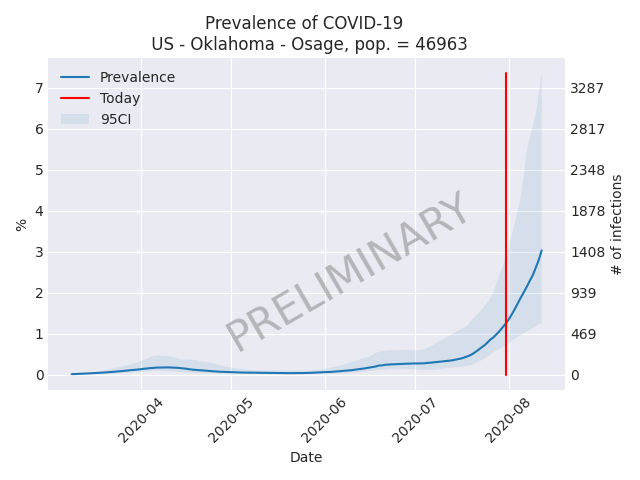 Prevalence of COVID-19
US - Oklahoma - Osage, pop. = 46963
Prevalence
Today
95CI
7
6
5
4
3
2
1
0
%
3287
2817
2348
1878
1408
939
469
0
# of infections
PRELIMINARY
2020-04
2020-05
2020-06
2020-07
2020-08
Date